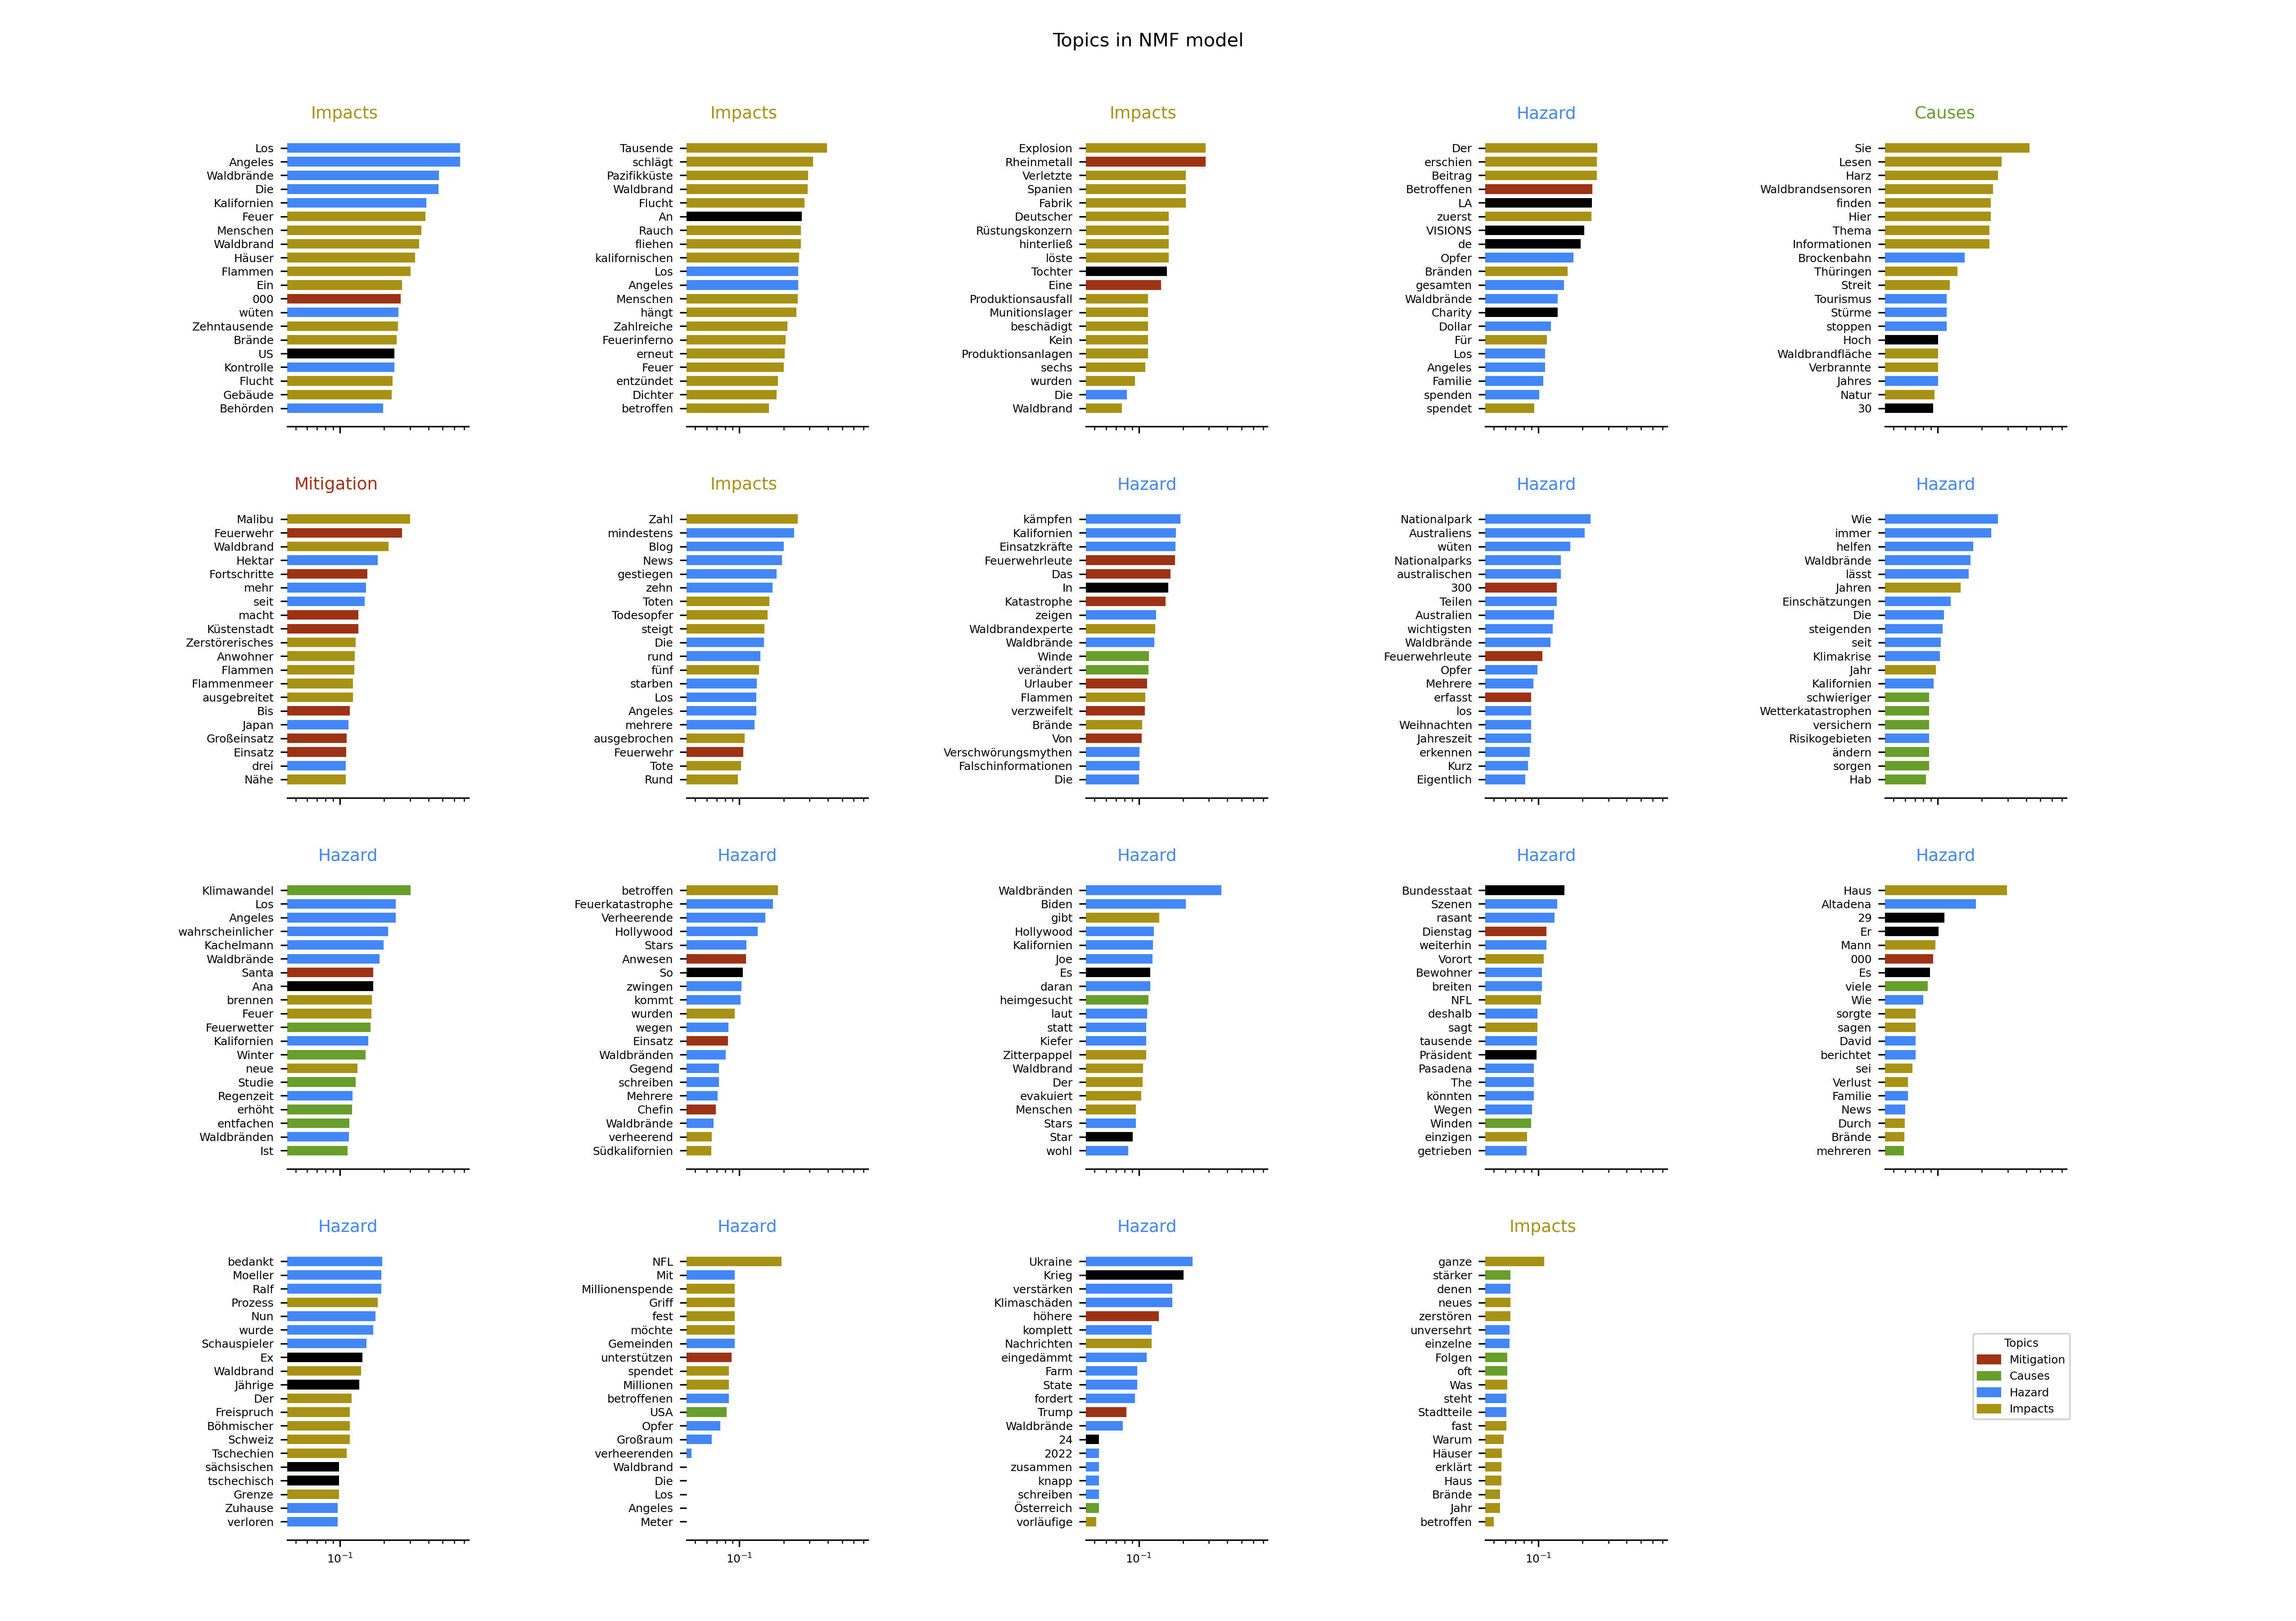 Topics in NMF model
Impacts
Los
Angeles
Waldbrände
Die
Kalifornien
Feuer
Menschen
Waldbrand
Häuser
Flammen
Ein
000
wüten
Zehntausende
Brände
US
Kontrolle
Flucht
Gebäude
Behörden
Impacts
Tausende
schlägt
Pazifikküste
Waldbrand
Flucht
An
Rauch
fliehen
kalifornischen
Los
Angeles
Menschen
hängt
Zahlreiche
Feuerinferno
erneut
Feuer
entzündet
Dichter
betroffen
Impacts
Explosion
Rheinmetall
Verletzte
Spanien
Fabrik
Deutscher
Rüstungskonzern
hinterließ
löste
Tochter
Eine
Produktionsausfall
Munitionslager
beschädigt
Kein
Produktionsanlagen
sechs
wurden
Die
Waldbrand
Hazard
Der
erschien
Beitrag
Betroffenen
LA
zuerst
VISIONS
de
Opfer
Bränden
gesamten
Waldbrände
Charity
Dollar
Für
Los
Angeles
Familie
spenden
spendet
Causes
Sie
Lesen
Harz
Waldbrandsensoren
finden
Hier
Thema
Informationen
Brockenbahn
Thüringen
Streit
Tourismus
Stürme
stoppen
Hoch
Waldbrandfläche
Verbrannte
Jahres
Natur
30
Mitigation
Malibu
Feuerwehr
Waldbrand
Hektar
Fortschritte
mehr
seit
macht
Küstenstadt
Zerstörerisches
Anwohner
Flammen
Flammenmeer
ausgebreitet
Bis
Japan
Großeinsatz
Einsatz
drei
Nähe
Impacts
Zahl
mindestens
Blog
News
gestiegen
zehn
Toten
Todesopfer
steigt
Die
rund
fünf
starben
Los
Angeles
mehrere
ausgebrochen
Feuerwehr
Tote
Rund
Hazard
kämpfen
Kalifornien
Einsatzkräfte
Feuerwehrleute
Das
In
Katastrophe
zeigen
Waldbrandexperte
Waldbrände
Winde
verändert
Urlauber
Flammen
verzweifelt
Brände
Von
Verschwörungsmythen
Falschinformationen
Die
Hazard
Nationalpark
Australiens
wüten
Nationalparks
australischen
300
Teilen
Australien
wichtigsten
Waldbrände
Feuerwehrleute
Opfer
Mehrere
erfasst
los
Weihnachten
Jahreszeit
erkennen
Kurz
Eigentlich
Hazard
Wie
immer
helfen
Waldbrände
lässt
Jahren
Einschätzungen
Die
steigenden
seit
Klimakrise
Jahr
Kalifornien
schwieriger
Wetterkatastrophen
versichern
Risikogebieten
ändern
sorgen
Hab
Hazard
Klimawandel
Los
Angeles
wahrscheinlicher
Kachelmann
Waldbrände
Santa
Ana
brennen
Feuer
Feuerwetter
Kalifornien
Winter
neue
Studie
Regenzeit
erhöht
entfachen
Waldbränden
Ist
Hazard
betroffen
Feuerkatastrophe
Verheerende
Hollywood
Stars
Anwesen
So
zwingen
kommt
wurden
wegen
Einsatz
Waldbränden
Gegend
schreiben
Mehrere
Chefin
Waldbrände
verheerend
Südkalifornien
Hazard
Waldbränden
Biden
gibt
Hollywood
Kalifornien
Joe
Es
daran
heimgesucht
laut
statt
Kiefer
Zitterpappel
Waldbrand
Der
evakuiert
Menschen
Stars
Star
wohl
Hazard
Bundesstaat
Szenen
rasant
Dienstag
weiterhin
Vorort
Bewohner
breiten
NFL
deshalb
sagt
tausende
Präsident
Pasadena
The
könnten
Wegen
Winden
einzigen
getrieben
Hazard
Haus
Altadena
29
Er
Mann
000
Es
viele
Wie
sorgte
sagen
David
berichtet
sei
Verlust
Familie
News
Durch
Brände
mehreren
Hazard
bedankt
Moeller
Ralf
Prozess
Nun
wurde
Schauspieler
Ex
Waldbrand
Jährige
Der
Freispruch
Böhmischer
Schweiz
Tschechien
sächsischen
tschechisch
Grenze
Zuhause
verloren
10⁻¹
Hazard
NFL
Mit
Millionenspende
Griff
fest
möchte
Gemeinden
unterstützen
spendet
Millionen
betroffenen
USA
Opfer
Großraum
verheerenden
Waldbrand
Die
Los
Angeles
Meter
10⁻¹
Hazard
Ukraine
Krieg
verstärken
Klimaschäden
höhere
komplett
Nachrichten
eingedämmt
Farm
State
fordert
Trump
Waldbrände
24
2022
zusammen
knapp
schreiben
Österreich
vorläufige
10⁻¹
Impacts
ganze
stärker
denen
neues
zerstören
unversehrt
einzelne
Folgen
oft
Was
steht
Stadtteile
fast
Warum
Häuser
erklärt
Haus
Brände
Jahr
betroffen
10⁻¹
Topics
Mitigation
Causes
Hazard
Impacts